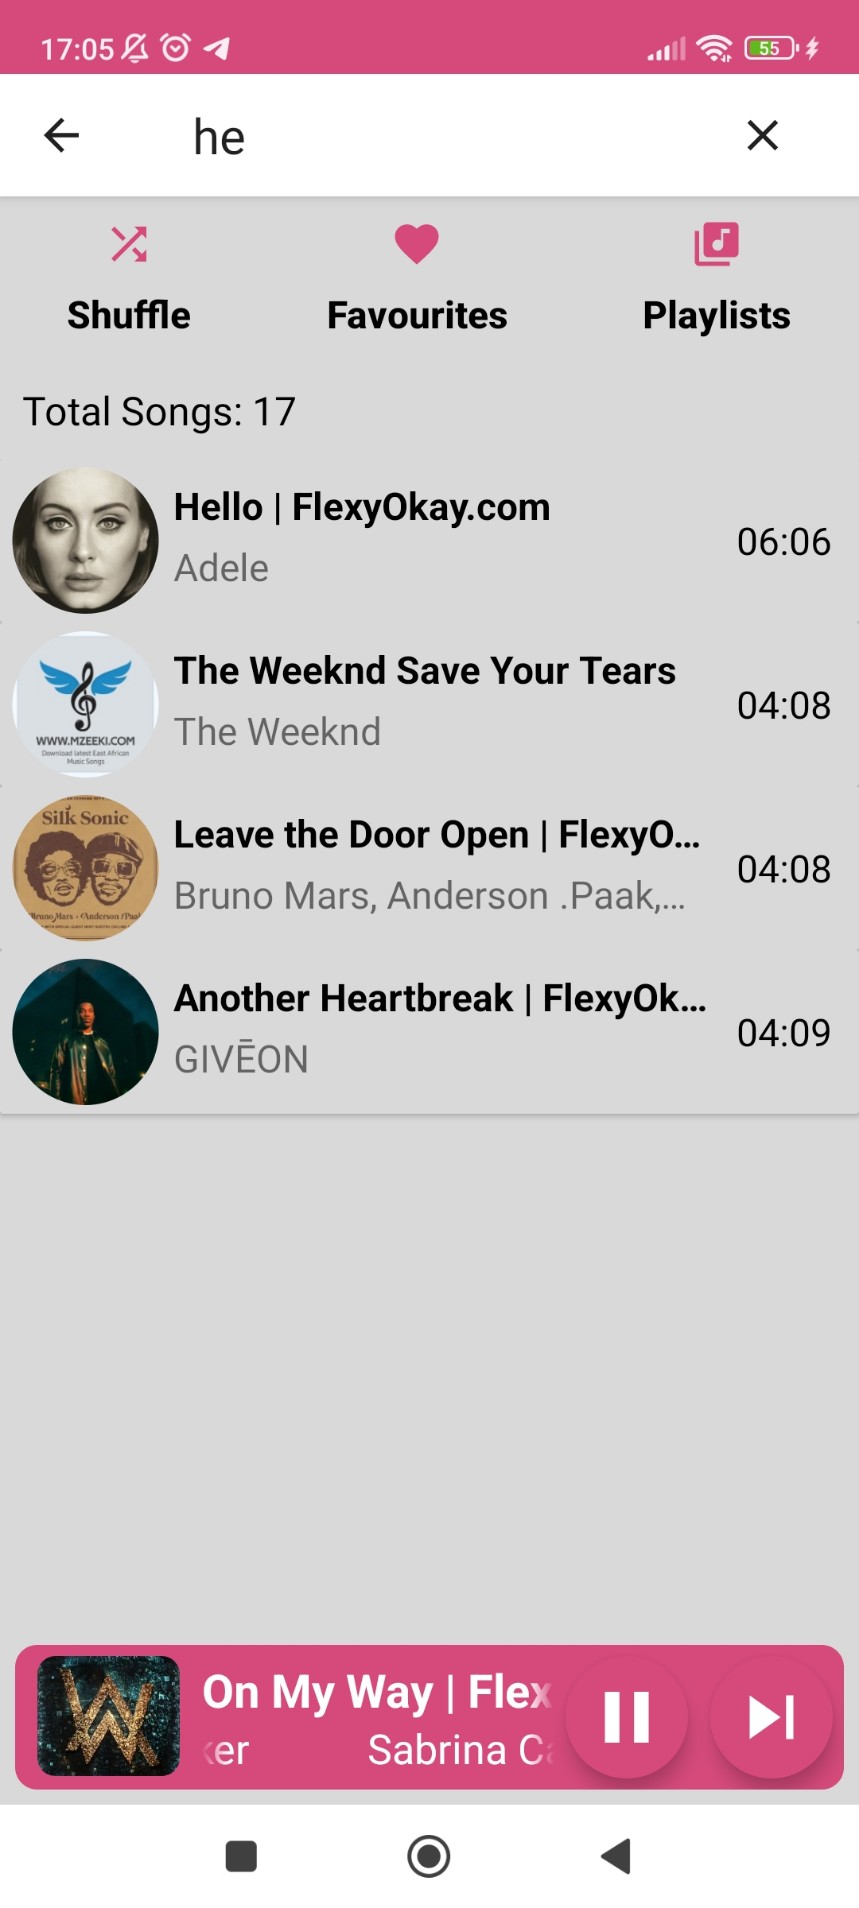 17:05
55
he
Shuffle
Favourites
Playlists
Total Songs: 17
Hello | FlexyOkay.com
Adele
06:06
WWW.MZEEKI.COM
Download latest East African
Music Songs
The Weeknd Save Your Tears
The Weeknd
04:08
Silk Sonic
Bruno Mars • Anderson .Paak
Leave the Door Open | FlexyO...
Bruno Mars, Anderson .Paak,...
04:08
Another Heartbreak | FlexyOk...
GIVĒON
04:09
On My Way | Flex
ker Sabrina Ca